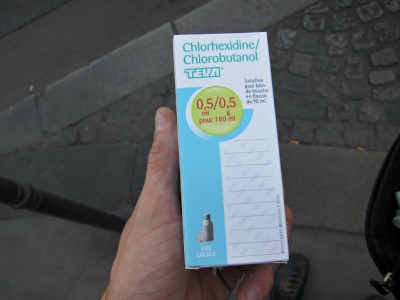 Chlorhexidine/
Chlorobutanol
TEVA
Solution
pour bain
de bouche
en flacon
de 90 ml.
0,5/0,5
ml g
pour 100 ml
VOIE
LOCALE